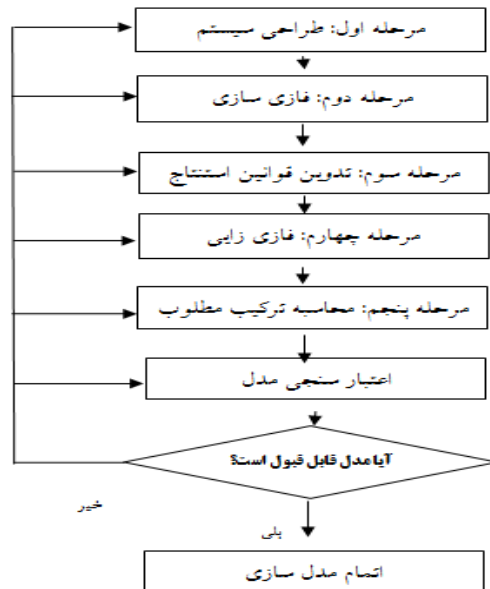 مرحله اول: طراحی سیستم
مرحله دوم: فازی سازی
مرحله سوم: تدوین قوانین استنتاج
مرحله چهارم: فازی زایی
مرحله پنجم: محاسبه ترکیب مطلوب
اعتبار سنجی مدل
آیا مدل قابل قبول است؟
خیر
بلی
اتمام مدل سازی